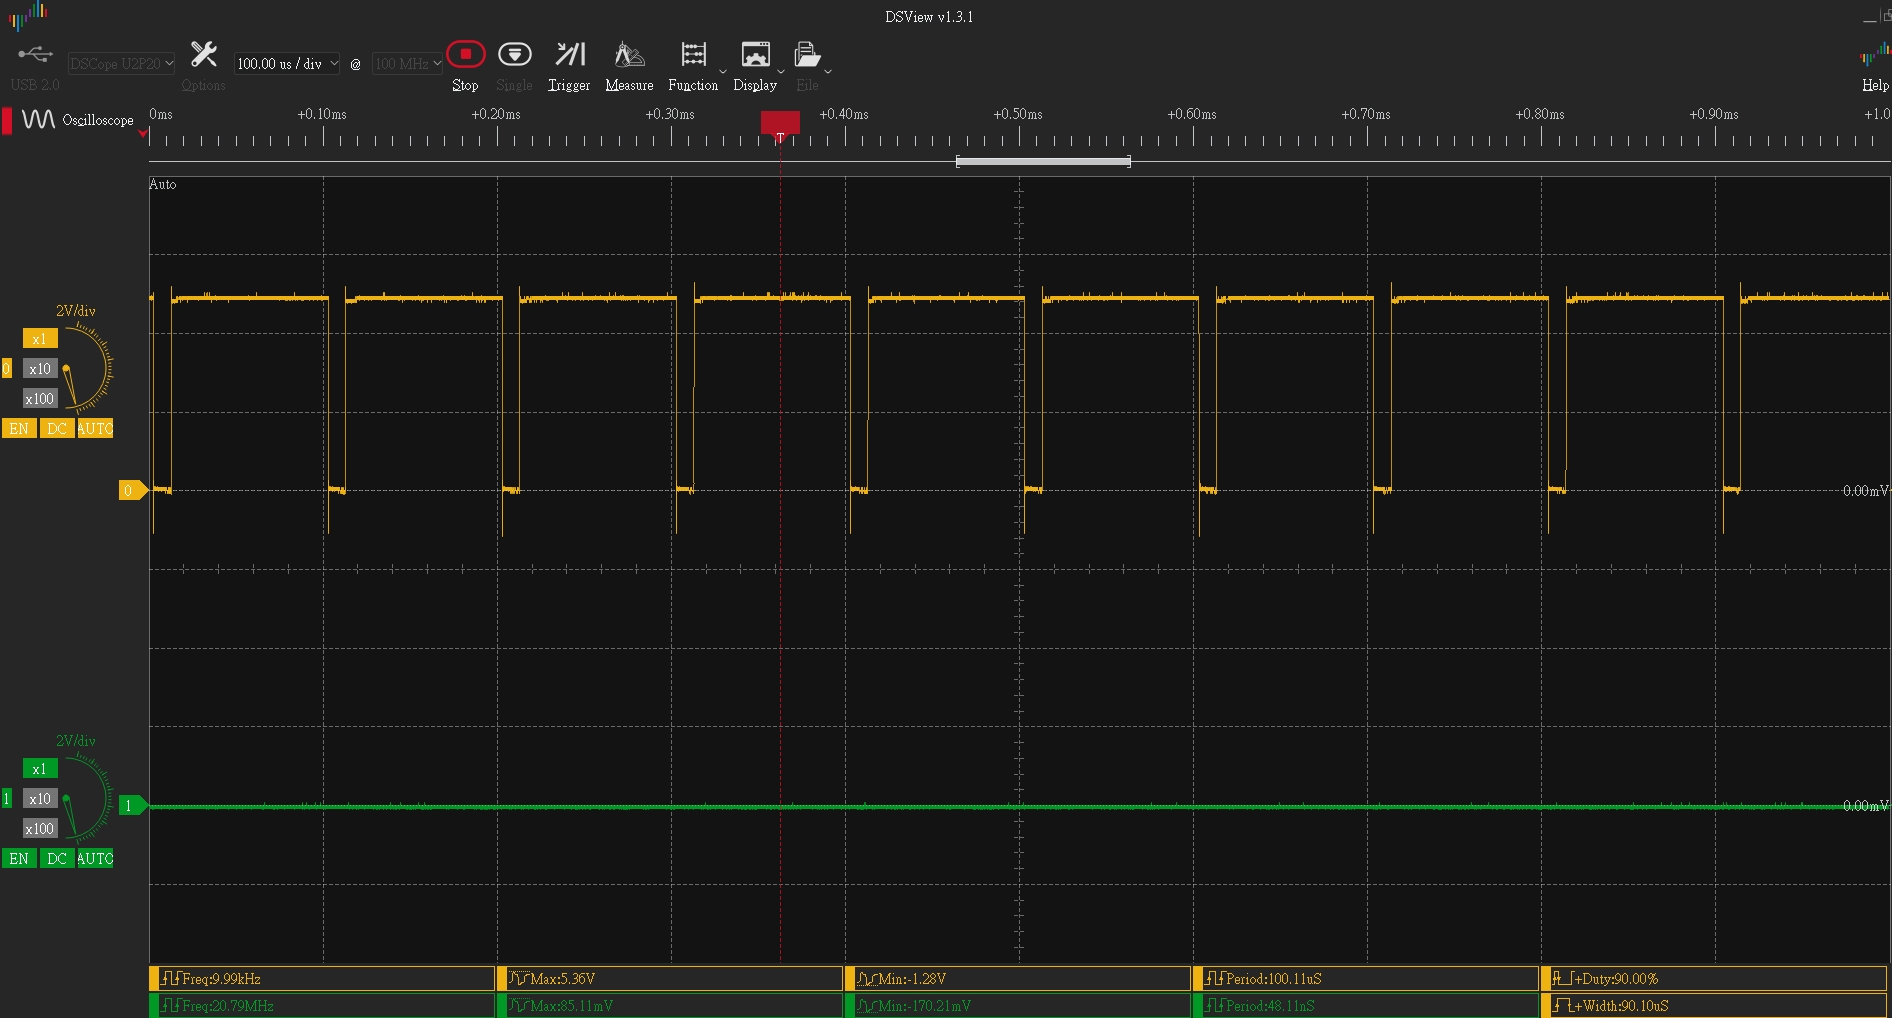 DSView v1.3.1
USB 2.0
DSCope U2P20
Options
100.00 us / div
@
100 MHz
Stop
Single
Trigger
Measure
Function
Display
File
Help
Oscilloscope
0ms +0.10ms +0.20ms +0.30ms +0.40ms +0.50ms +0.60ms +0.70ms +0.80ms +0.90ms +1.0
T
Auto
2V/div
x1
0
x10
x100
EN DC AUTO
0
0.00mV
2V/div
x1
1
x10
x100
EN DC AUTO
1
0.00mV
Freq:9.99kHz Max:5.36V Min:-1.28V Period:100.11uS +Duty:90.00%
Freq:20.79MHz Max:85.11mV Min:-170.21mV Period:48.11nS +Width:90.10uS